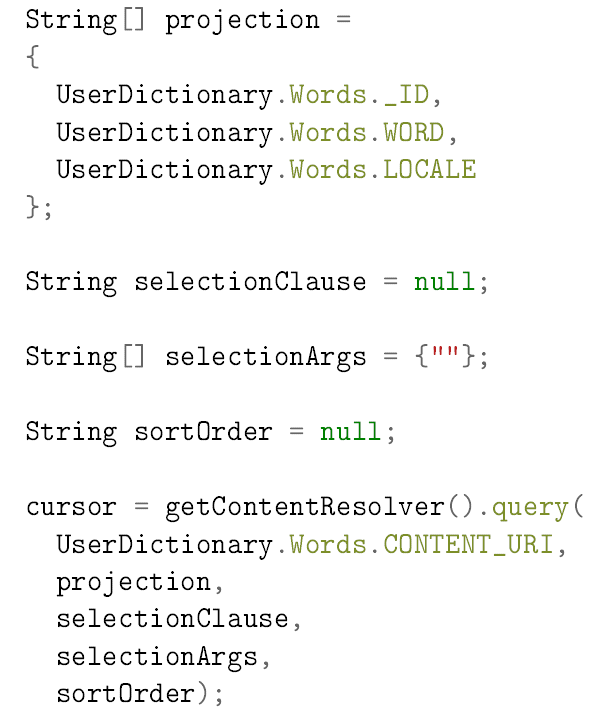 String[] projection =
{
  UserDictionary.Words._ID,
  UserDictionary.Words.WORD,
  UserDictionary.Words.LOCALE
};

String selectionClause = null;

String[] selectionArgs = {""};

String sortOrder = null;

cursor = getContentResolver().query(
  UserDictionary.Words.CONTENT_URI,
  projection,
  selectionClause,
  selectionArgs,
  sortOrder);